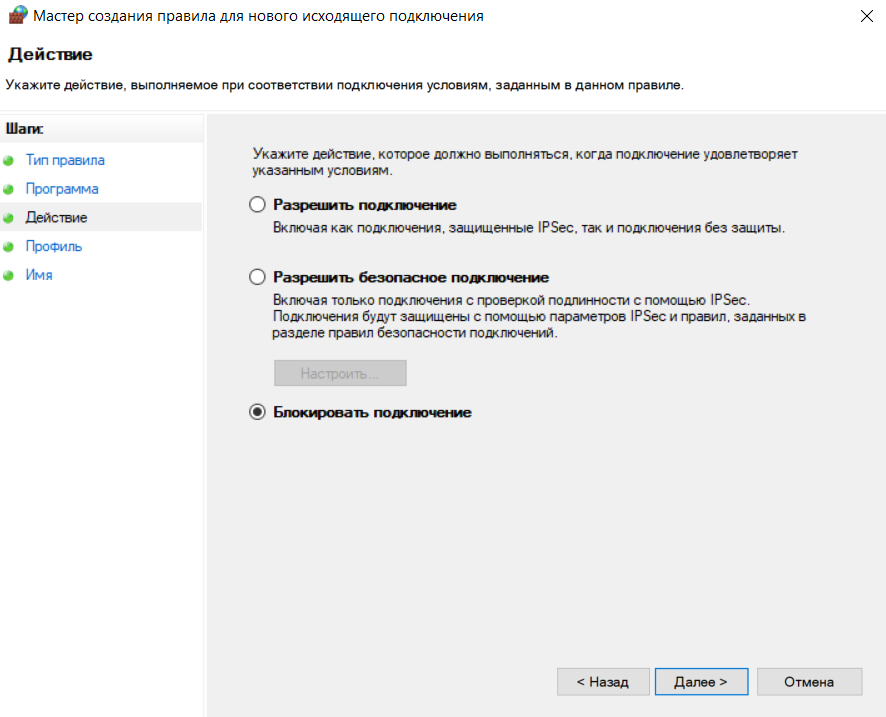 Мастер создания правила для нового исходящего подключения
Действие
Укажите действие, выполняемое при соответствии подключения условиям, заданным в данном правиле.
Шаги:
Тип правила
Программа
Действие
Профиль
Имя
Укажите действие, которое должно выполняться, когда подключение удовлетворяет
указанным условиям.
Разрешить подключение
Включая как подключения, защищенные IPSec, так и подключения без защиты.
Разрешить безопасное подключение
Включая только подключения с проверкой подлинности с помощью IPSec.
Подключения будут защищены с помощью параметров IPSec и правил, заданных в
разделе правил безопасности подключений.
Настроить...
Блокировать подключение
< Назад
Далее >
Отмена